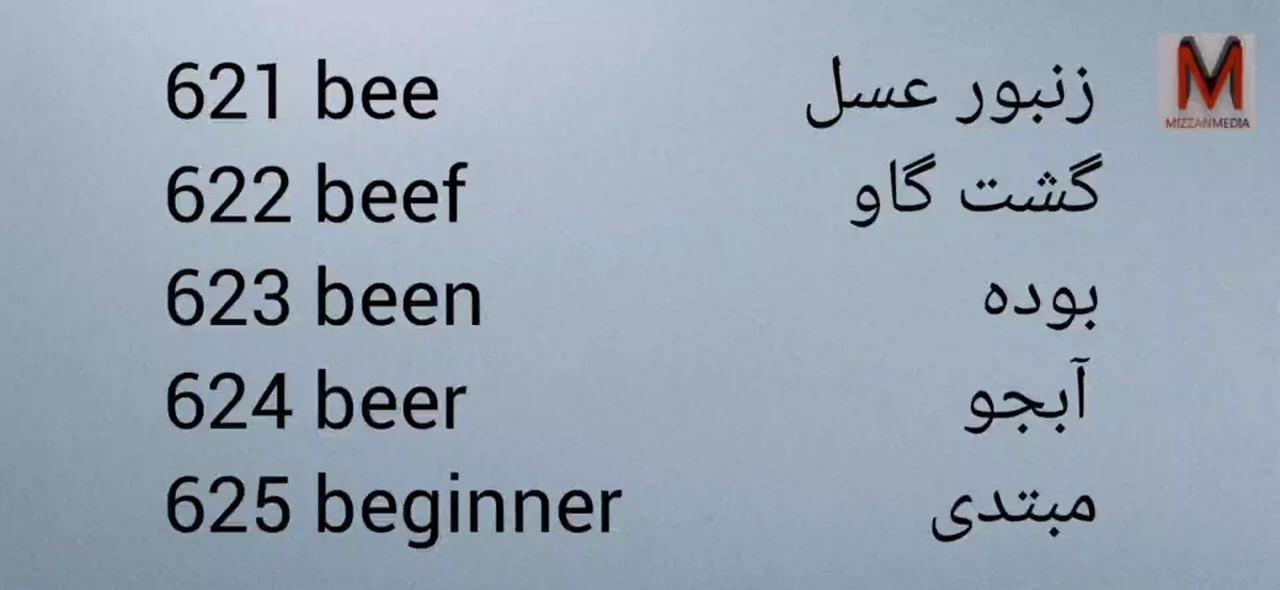 621 bee زنبور عسل
622 beef گشت گاو
623 been بوده
624 beer آبجو
625 beginner مبتدی
MIZZANMEDIA